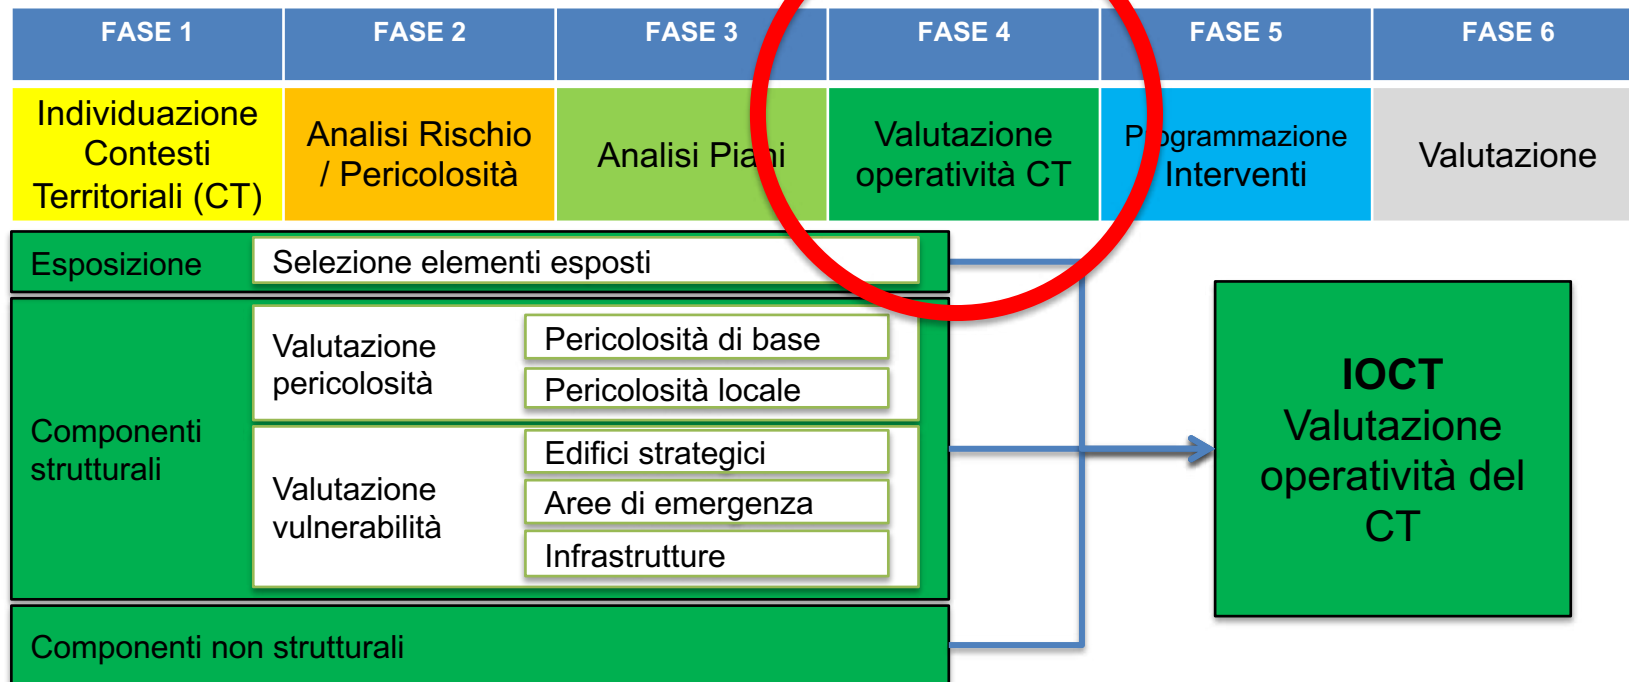 FASE 1
FASE 2
FASE 3
FASE 4
FASE 5
FASE 6
Individuazione
Contesti
Territoriali (CT)
Analisi Rischio
/ Pericolosità
Analisi Piani
Valutazione
operatività CT
Programmazione
Interventi
Valutazione
Esposizione
Selezione elementi esposti
Componenti
strutturali
Valutazione
pericolosità
Pericolosità di base
Pericolosità locale
Valutazione
vulnerabilità
Edifici strategici
Aree di emergenza
Infrastrutture
Componenti non strutturali
IOCT
Valutazione
operatività del
CT